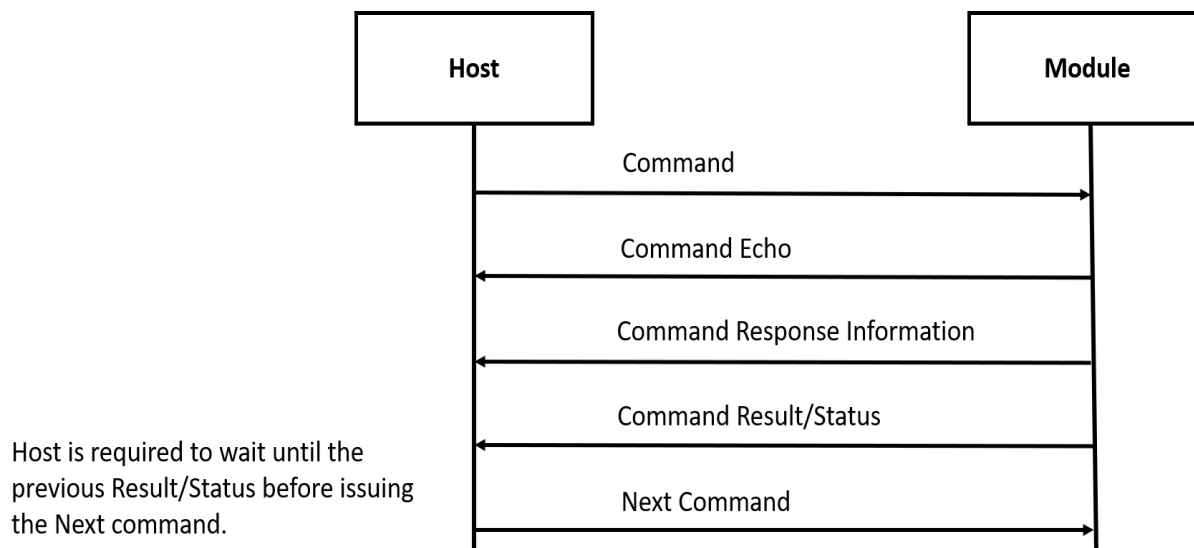 Host
Module
Command
Command Echo
Command Response Information
Command Result/Status
Host is required to wait until the
previous Result/Status before issuing
the Next command.
Next Command